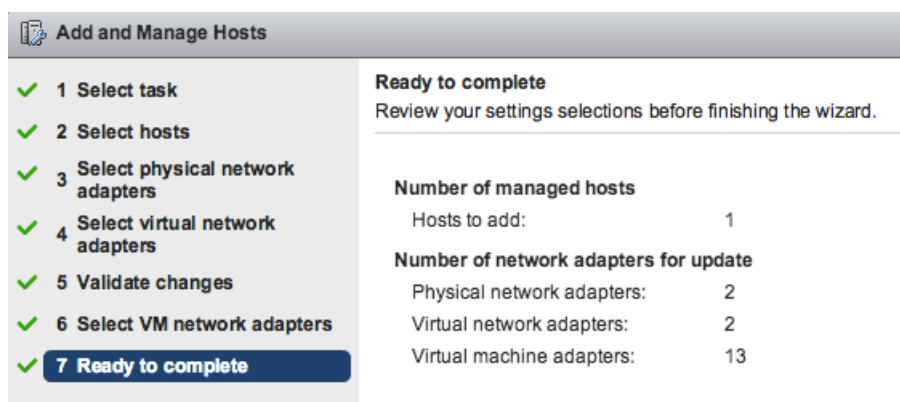 Add and Manage Hosts
1 Select task
2 Select hosts
3 Select physical network
adapters
4 Select virtual network
adapters
5 Validate changes
6 Select VM network adapters
7 Ready to complete
Ready to complete
Review your settings selections before finishing the wizard.
Number of managed hosts
Hosts to add: 1
Number of network adapters for update
Physical network adapters: 2
Virtual network adapters: 2
Virtual machine adapters: 13